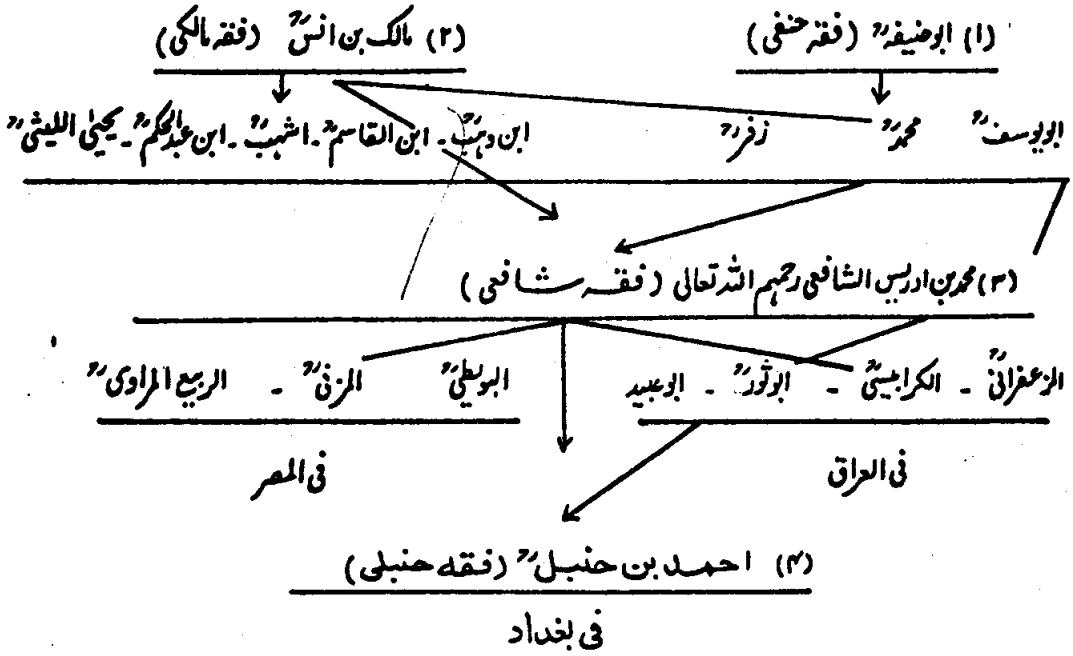 (۱) ابوحنیفہؒ (فقہ حنفی) (۲) مالک بن انسؒ (فقہ مالکی)
ابویوسفؒ محمدؒ زفرؒ ابن وہبؒ ۔ ابن القاسمؒ ۔ اشہبؒ ۔ ابن عبدالحکمؒ ۔ یحییٰ اللیثیؒ
(۳) محمد بن ادریس الشافعی رحمہم اللہ تعالی (فقہ شافعی)
الزعفرانیؒ ۔ الکرابیسیؒ ۔ ابوثورؒ ۔ ابوعبید البویطیؒ المزنیؒ ۔ الربیع المراویؒ
فی العراق فی المصر
(۴) احمد بن حنبلؒ (فقہ حنبلی)
فی بغداد